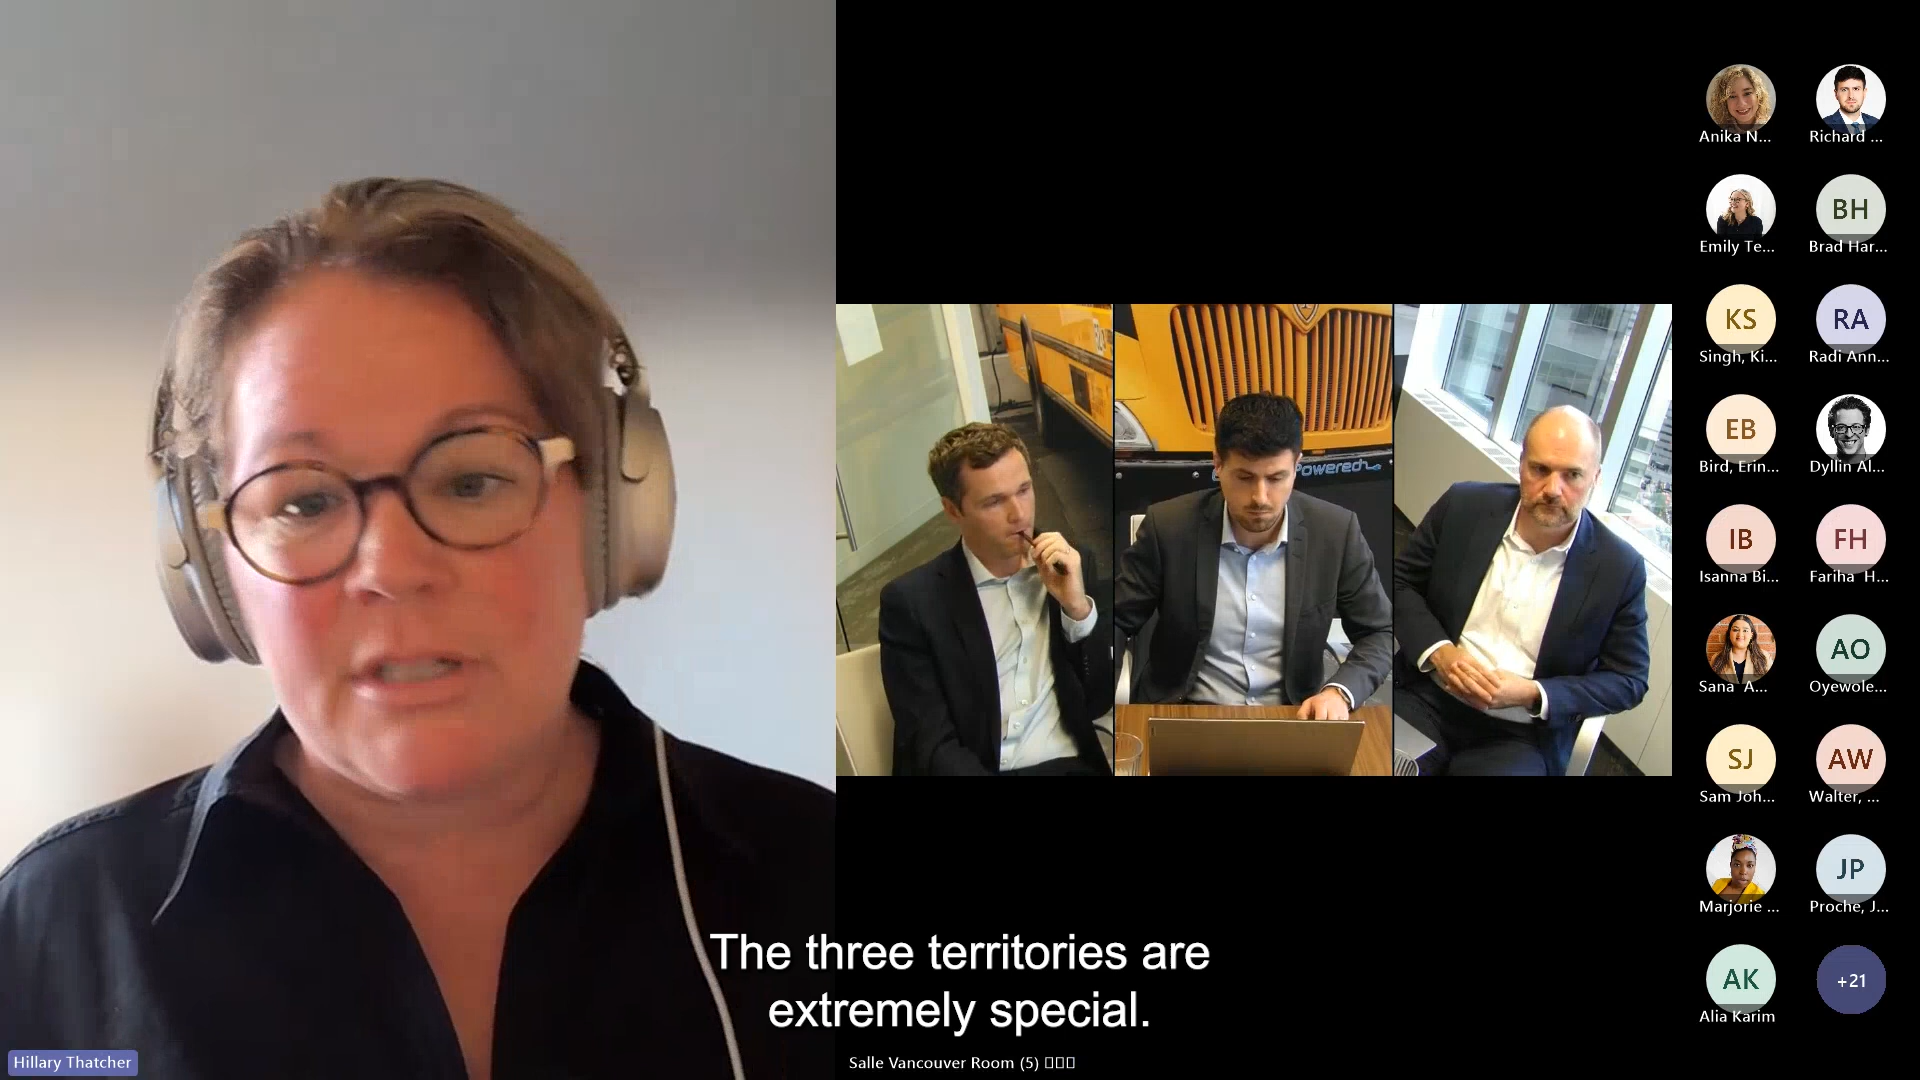 Anika N...
Richard ...
Emily Te...
BH
Brad Har...
KS
Singh, Ki...
RA
Radi Ann...
EB
Bird, Erin...
Dyllin Al...
IB
Isanna Bi...
FH
Fariha H...
Sana A...
AO
Oyewole...
SJ
Sam Joh...
AW
Walter, ...
Marjorie ...
JP
Proche, J...
AK
Alia Karim
+21
Powered
The three territories are
extremely special.
Hillary Thatcher
Salle Vancouver Room (5)